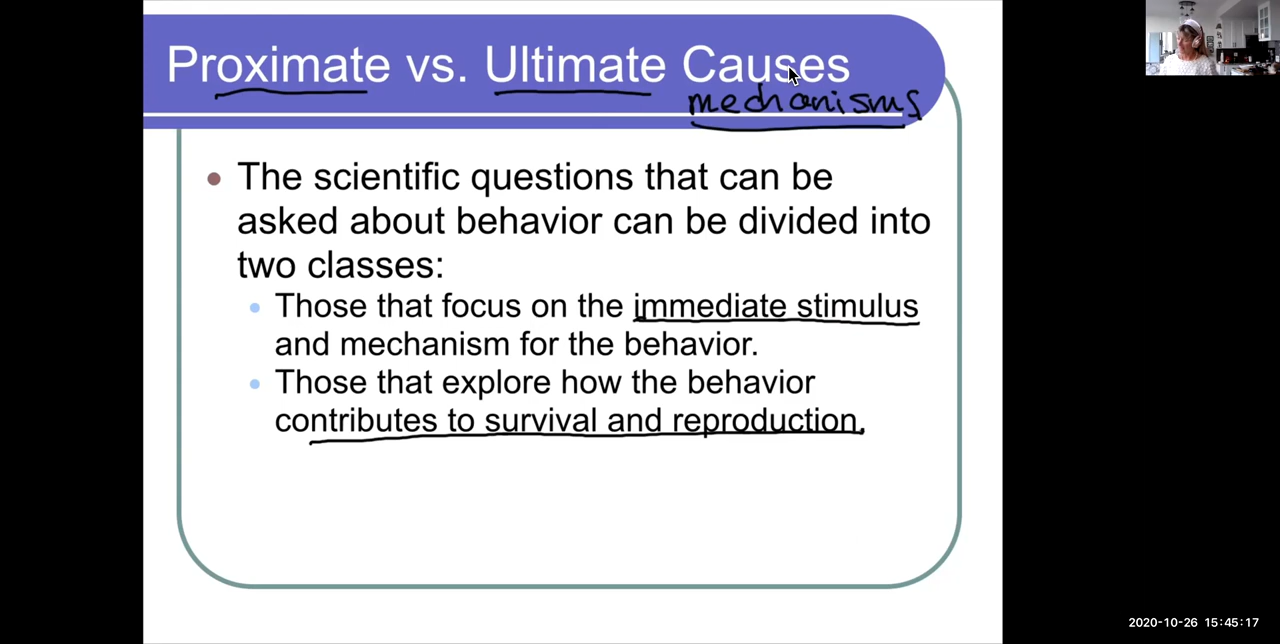 Proximate vs. Ultimate Causes
mechanisms
The scientific questions that can be
asked about behavior can be divided into
two classes:
Those that focus on the immediate stimulus
and mechanism for the behavior.
Those that explore how the behavior
contributes to survival and reproduction.
2020-10-26 15:45:17